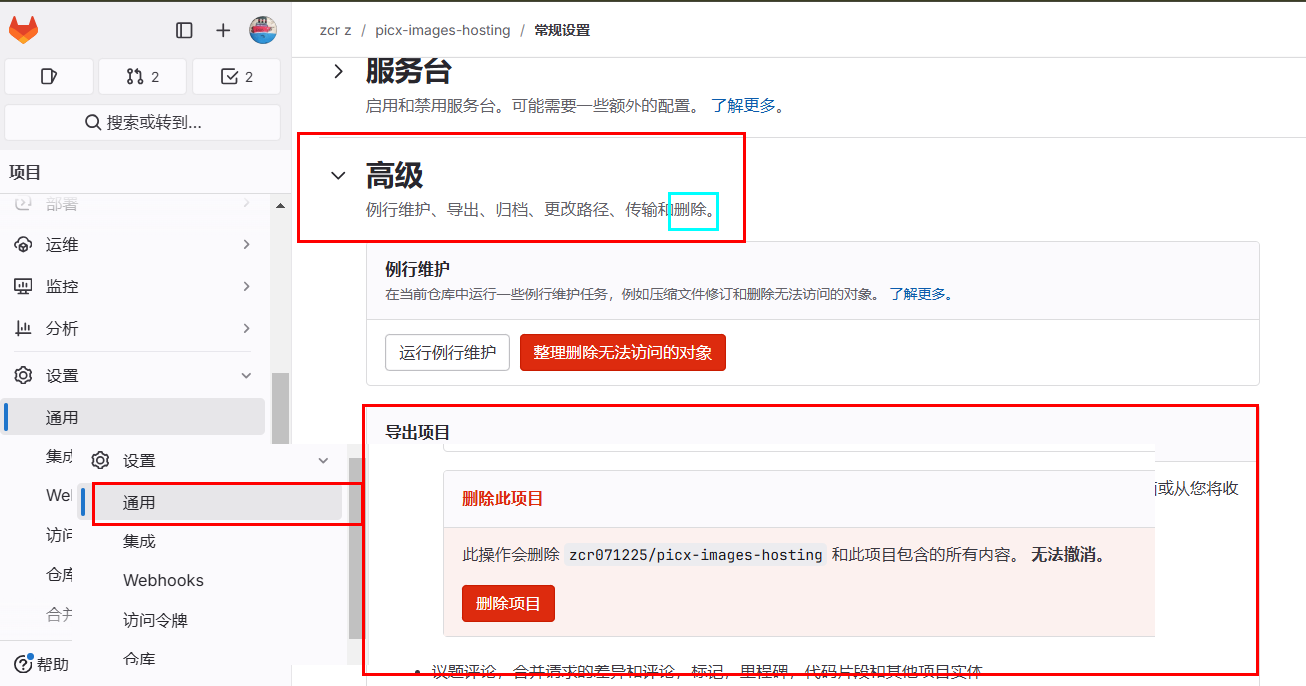 zcr z / picx-images-hosting / 常规设置
2
2
搜索或转到...
项目
部署
运维
监控
分析
设置
通用
集成
访问
仓库
合并
帮助
设置
通用
集成
Webhooks
访问令牌
仓库
服务台
启用和禁用服务台。可能需要一些额外的配置。 了解更多。
高级
例行维护、导出、归档、更改路径、传输和删除。
例行维护
在当前仓库中运行一些例行维护任务，例如压缩文件修订和删除无法访问的对象。 了解更多。
运行例行维护 整理删除无法访问的对象
导出项目
或从您将收
删除此项目
此操作会删除 zcr071225/picx-images-hosting 和此项目包含的所有内容。 无法撤消。
删除项目
议题评论，合并请求的差异和评论，标记，里程碑，代码片段和其他项目实体